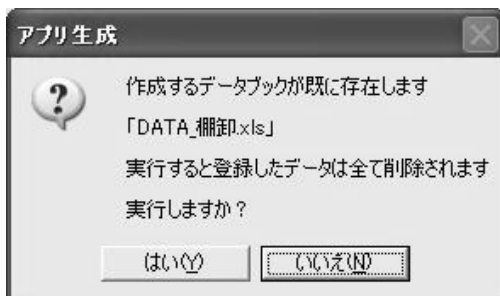 アプリ生成
作成するデータブックが既に存在します
「DATA_棚卸.xls」
実行すると登録したデータは全て削除されます
実行しますか?
はい(Y)
いいえ(N)